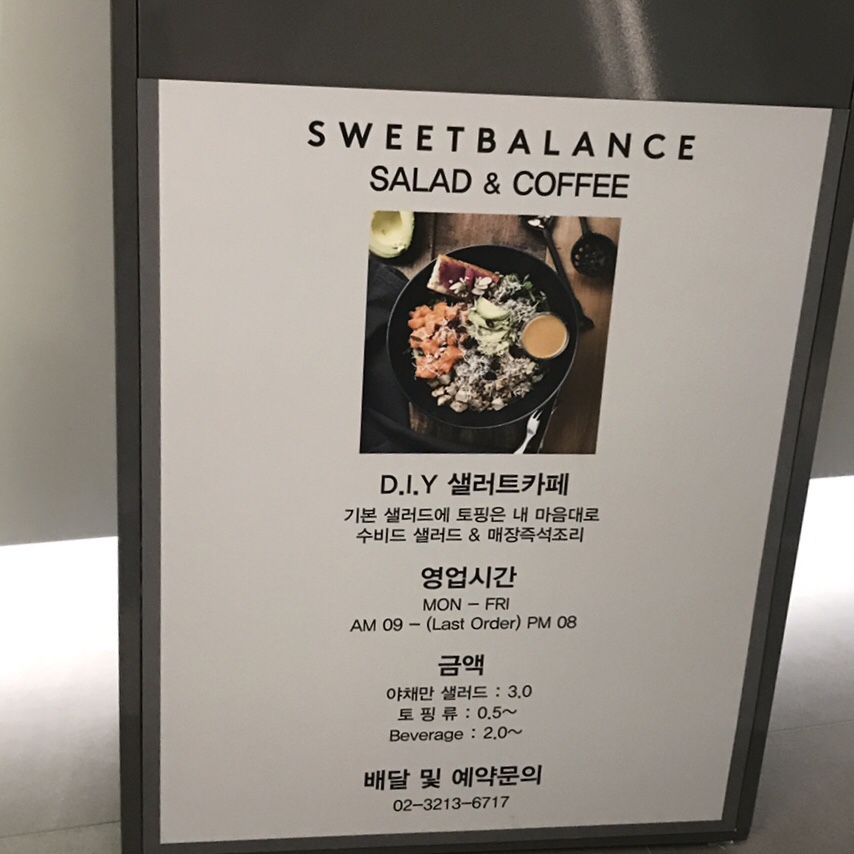 SWEETBALANCE
SALAD & COFFEE
D.I.Y 샐러트카페
기본 샐러드에 토핑은 내 마음대로
수비드 샐러드 & 매장즉석조리
영업시간
MON – FRI
AM 09 – (Last Order) PM 08
금액
야채만 샐러드 : 3.0
토 핑 류 : 0.5~
Beverage : 2.0~
배달 및 예약문의
02-3213-6717